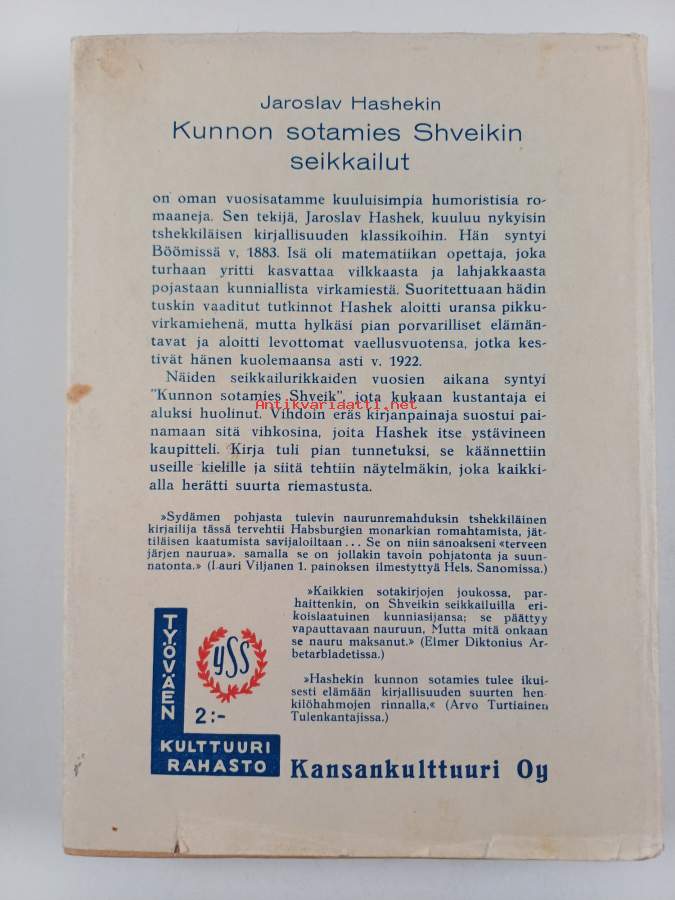 Jaroslav Hashekin
Kunnon sotamies Shveikin
seikkailut
on oman vuosisatamme kuuluisimpia humoristisia ro-
maaneja. Sen tekijä, Jaroslav Hashek, kuuluu nykyisin
tshekkiläisen kirjallisuuden klassikoihin. Hän syntyi
Böömissä v, 1883. Isä oli matematiikan opettaja, joka
turhaan yritti kasvattaa vilkkaasta ja lahjakkaasta
pojastaan kunniallista virkamiestä. Suoritettuaan hädin
tuskin vaaditut tutkinnot Hashek aloitti uransa pikku-
virkamiehenä, mutta hylkäsi pian porvarilliset elämän-
tavat ja aloitti levottomat vaellusvuotensa, jotka kes-
tivät hänen kuolemaansa asti v. 1922.
Näiden seikkailurikkaiden vuosien aikana syntyi
"Kunnon sotamies Shveik", jota kukaan kustantaja ei
Antikvariaatti.net
aluksi huolinut. Vihdoin eräs kirjanpainaja suostui pai-
namaan sitä vihkosina, joita Hashek itse ystävineen
kaupitteli. Kirja tuli pian tunnetuksi, se käännettiin
useille kielille ja siitä tehtiin näytelmäkin, joka kaikki-
alla herätti suurta riemastusta.
»Sydämen pohjasta tulevin naurunremahduksin tshekkiläinen
kirjailija tässä tervehtii Habsburgien monarkian romahtamista, jät-
tiläisen kaatumista savijaloiltaan... Se on niin sanoakseni «terveen
järjen naurua». samalla se on jollakin tavoin pohjatonta ja suun-
natonta.» (Lauri Viljanen 1. painoksen ilmestyttyä Hels. Sanomissa.)
»Kaikkien sotakirjojen joukossa, par-
haittenkin, on Shveikin seikkailuilla eri-
koislaatuinen kunniasijansa; se päättyy
vapauttavaan nauruun, Mutta mitä onkaan
se nauru maksanut.» (Elmer Diktonius Ar-
betarbladetissa.)
»Hashekin kunnon sotamies tulee ikui-
sesti elämään kirjallisuuden suurten hen-
kilöhahmojen rinnalla,« (Arvo Turtiainen
Tulenkantajissa.)
TYÖVÄEN
ySS
2:-
KULTTUURI
RAHASTO
Kansankulttuuri Oy